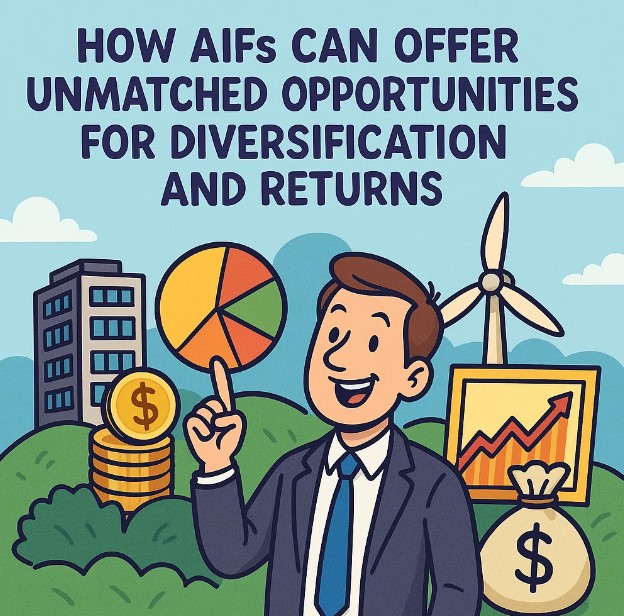 HOW AIFs CAN OFFER
UNMATCHED OPPORTUNITIES
FOR DIVERSIFICATION
AND RETURNS
$
$